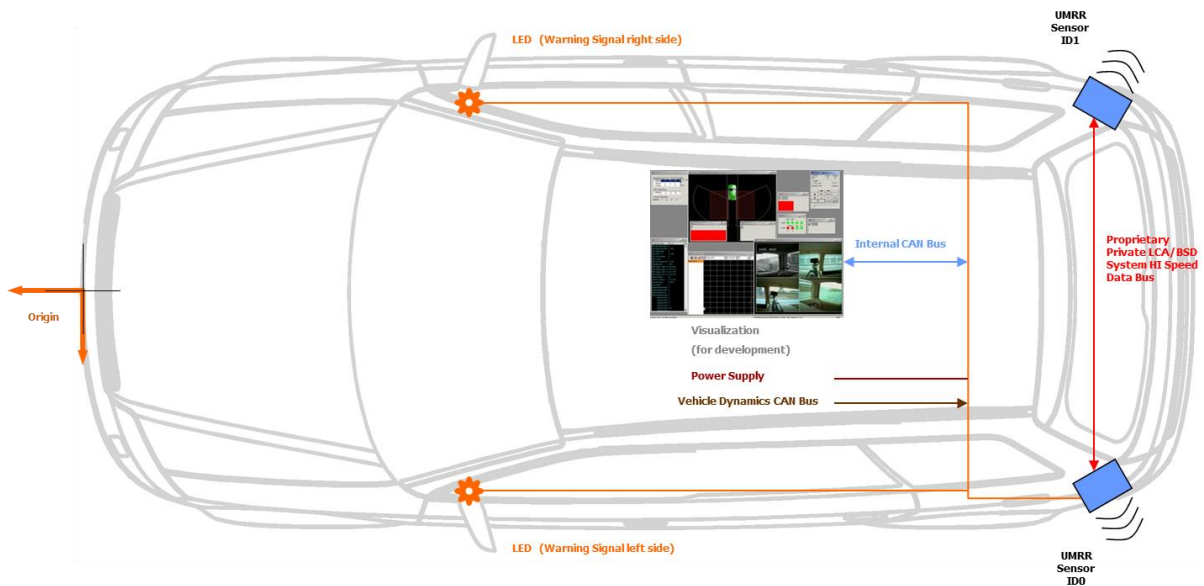 UMRR
Sensor
ID1
LED (Warning Signal right side)
Internal CAN Bus
Proprietary
Private LCA/BSD
System HI Speed
Data Bus
Origin
Visualization
(for development)
Power Supply
Vehicle Dynamics CAN Bus
LED (Warning Signal left side)
UMRR
Sensor
ID0